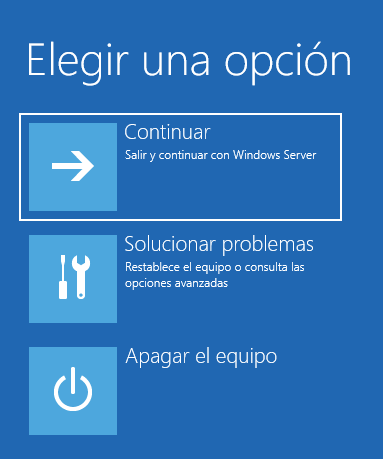 Elegir una opción
Continuar
Salir y continuar con Windows Server
Solucionar problemas
Restablece el equipo o consulta las
opciones avanzadas
Apagar el equipo